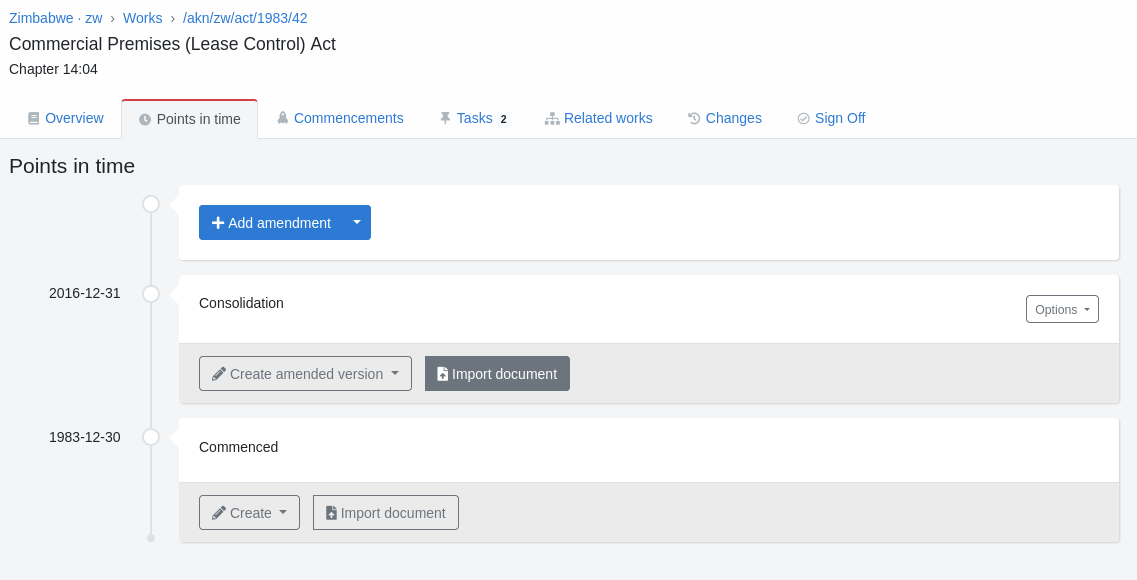 Zimbabwe · zw › Works › /akn/zw/act/1983/42
Commercial Premises (Lease Control) Act
Chapter 14:04
Overview Points in time Commencements Tasks 2 Related works Changes Sign Off
Points in time
Add amendment
2016-12-31
Consolidation
Options
Create amended version Import document
1983-12-30
Commenced
Create Import document